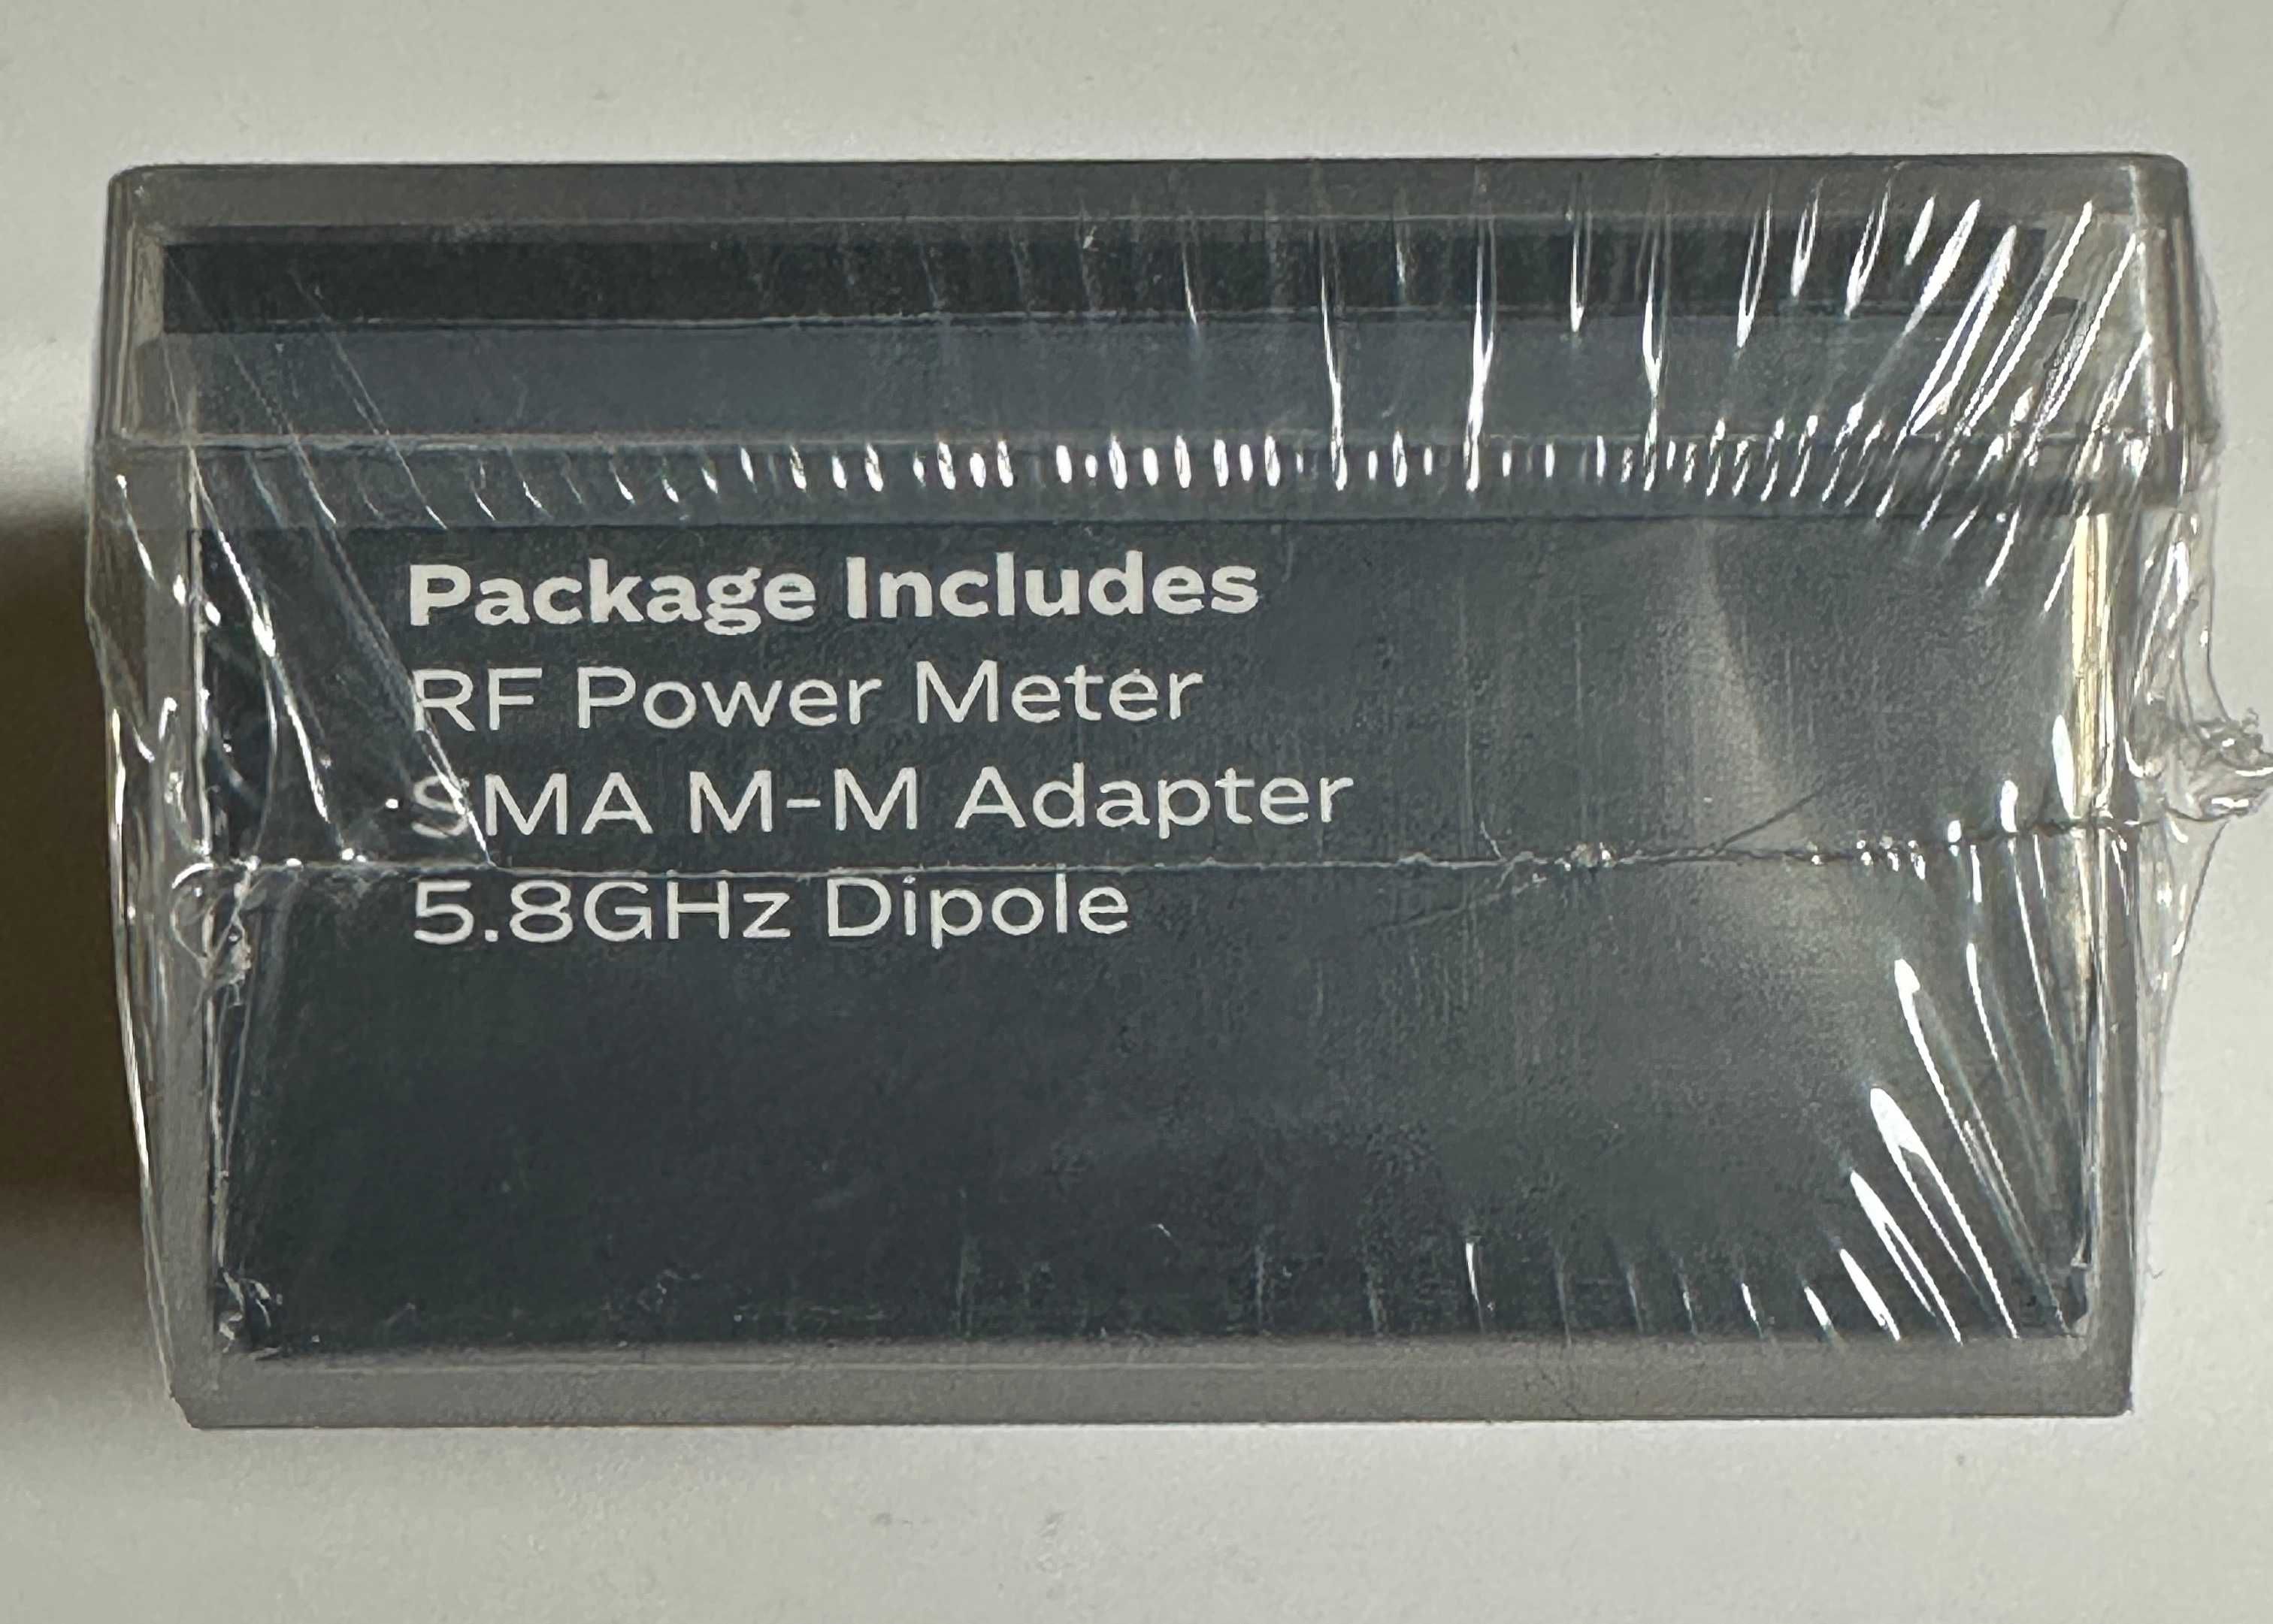 Package Includes
RF Power Meter
SMA M-M Adapter
5.8GHz Dipole